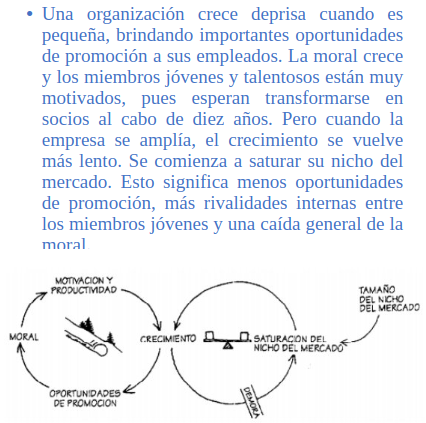 • Una organización crece deprisa cuando es
pequeña, brindando importantes oportunidades
de promoción a sus empleados. La moral crece
y los miembros jóvenes y talentosos están muy
motivados, pues esperan transformarse en
socios al cabo de diez años. Pero cuando la
empresa se amplía, el crecimiento se vuelve
más lento. Se comienza a saturar su nicho del
mercado. Esto significa menos oportunidades
de promoción, más rivalidades internas entre
los miembros jóvenes y una caída general de la
moral
MOTIVACION Y
PRODUCTIVIDAD
MORAL
OPORTUNIDADES
DE PROMOCION
CRECIMIENTO
SATURACION DEL
NICHO DEL MERCADO
DEMORA
TAMAÑO
DEL NICHO
DEL MERCADO